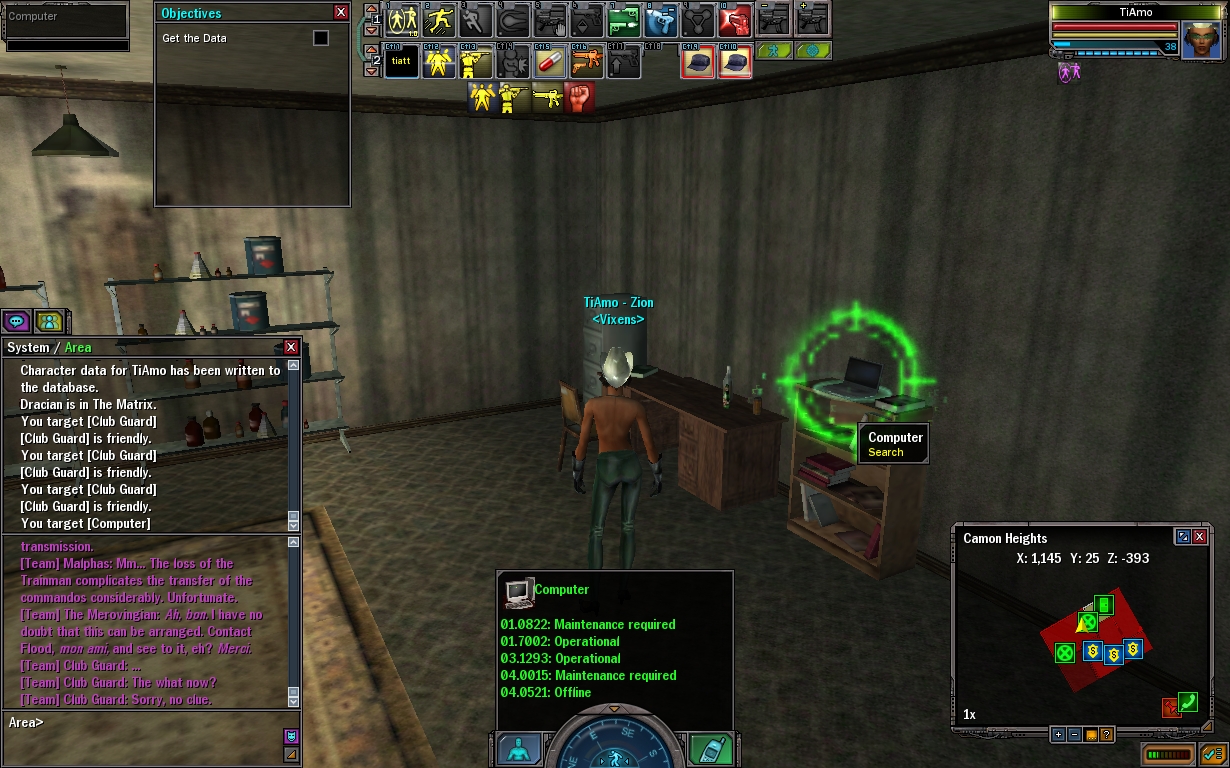 Computer
Objectives
Get the Data
1
2
Ctrl1
tiatt
TiAmo
38
TiAmo - Zion
<Vixens>
Computer
Search
System / Area
Character data for TiAmo has been written to
the database.
Dracian is in The Matrix.
You target [Club Guard]
[Club Guard] is friendly.
You target [Club Guard]
[Club Guard] is friendly.
You target [Club Guard]
[Club Guard] is friendly.
You target [Computer]
transmission.
[Team] Malphas: Mm... The loss of the
Trainman complicates the transfer of the
commandos considerably. Unfortunate.
[Team] The Merovingian: Ah, bon. I have no
doubt that this can be arranged. Contact
Flood, mon ami, and see to it, eh? Merci.
[Team] Club Guard: ...
[Team] Club Guard: The what now?
[Team] Club Guard: Sorry, no clue.
Area>
Computer
01.0822: Maintenance required
01.7002: Operational
03.1293: Operational
04.0015: Maintenance required
04.0521: Offline
E
SE
S
NE
Camon Heights
X: 1,145 Y: 25 Z: -393
1x